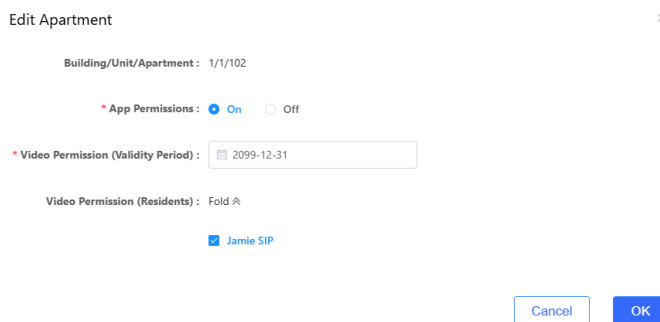 Edit Apartment
Building/Unit/Apartment : 1/1/102
* App Permissions : On Off
* Video Permission (Validity Period) : 2099-12-31
Video Permission (Residents) : Fold
Jamie SIP
Cancel OK